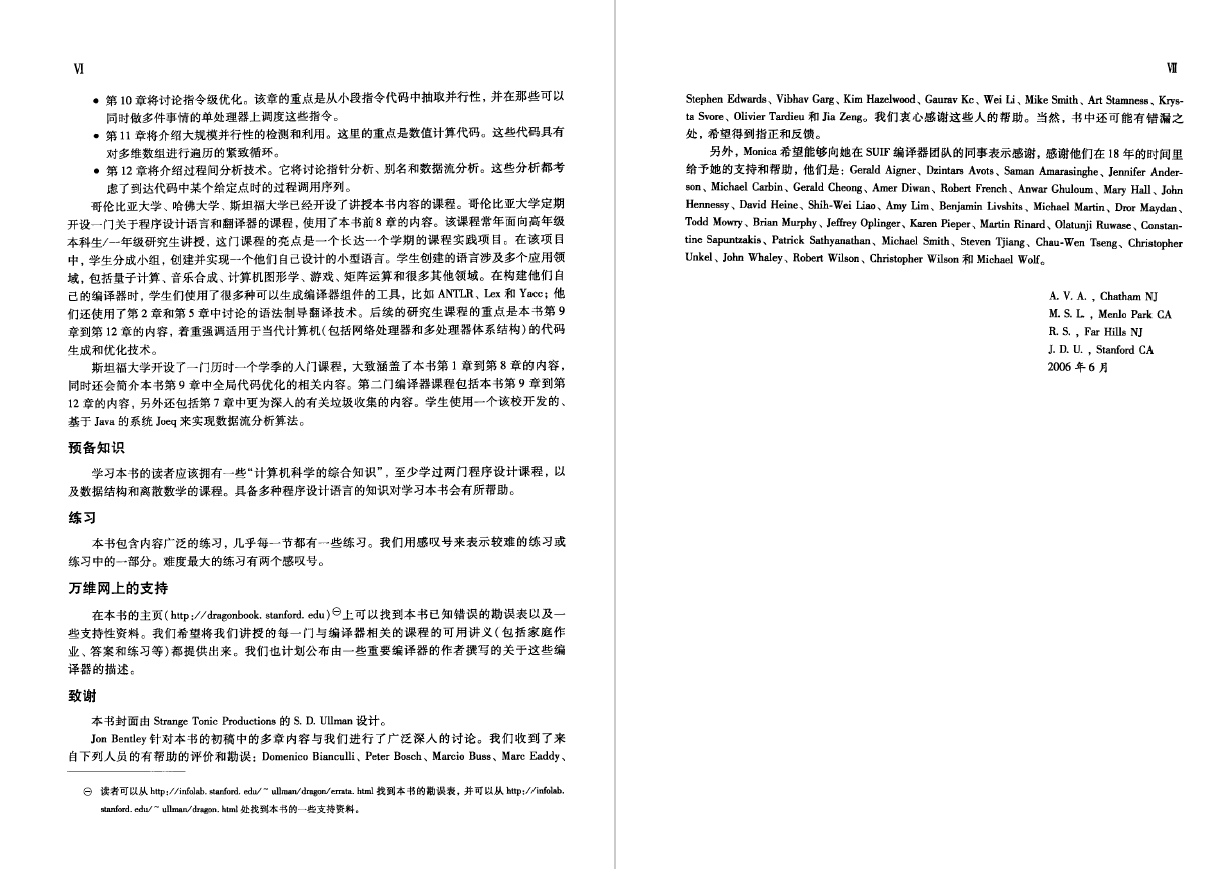 VI
● 第 10 章将讨论指令级优化。该章的重点是从小段指令代码中抽取并行性，并在那些可以
同时做多件事情的单处理器上调度这些指令。
● 第 11 章将介绍大规模并行性的检测和利用。这里的重点是数值计算代码。这些代码具有
对多维数组进行遍历的紧致循环。
● 第 12 章将介绍过程间分析技术。它将讨论指针分析、别名和数据流分析。这些分析都考
虑了到达代码中某个给定点时的过程调用序列。
哥伦比亚大学、哈佛大学、斯坦福大学已经开设了讲授本书内容的课程。哥伦比亚大学定期
开设一门关于程序设计语言和翻译器的课程，使用了本书前 8 章的内容。该课程常年面向高年级
本科生/一年级研究生讲授，这门课程的亮点是一个长达一个学期的课程实践项目。在该项目
中，学生分成小组，创建并实现一个他们自己设计的小型语言。学生创建的语言涉及多个应用领
域，包括量子计算、音乐合成、计算机图形学、游戏、矩阵运算和很多其他领域。在构建他们自
己的编译器时，学生们使用了很多种可以生成编译器组件的工具，比如 ANTLR、Lex 和 Yacc；他
们还使用了第 2 章和第 5 章中讨论的语法制导翻译技术。后续的研究生课程的重点是本书第 9
章到第 12 章的内容，着重强调适用于当代计算机(包括网络处理器和多处理器体系结构)的代码
生成和优化技术。
斯坦福大学开设了一门历时一个学季的入门课程，大致涵盖了本书第 1 章到第 8 章的内容，
同时还会简介本书第 9 章中全局代码优化的相关内容。第二门编译器课程包括本书第 9 章到第
12 章的内容，另外还包括第 7 章中更为深入的有关垃圾收集的内容。学生使用一个该校开发的、
基于 Java 的系统 Joeq 来实现数据流分析算法。
预备知识
学习本书的读者应该拥有一些“计算机科学的综合知识”，至少学过两门程序设计课程，以
及数据结构和离散数学的课程。具备多种程序设计语言的知识对学习本书会有所帮助。
练习
本书包含内容广泛的练习，几乎每一节都有一些练习。我们用感叹号来表示较难的练习或
练习中的一部分。难度最大的练习有两个感叹号。
万维网上的支持
在本书的主页(http://dragonbook. stanford. edu)㊀上可以找到本书已知错误的勘误表以及一
些支持性资料。我们希望将我们讲授的每一门与编译器相关的课程的可用讲义(包括家庭作
业、答案和练习等)都提供出来。我们也计划公布由一些重要编译器的作者撰写的关于这些编
译器的描述。
致谢
本书封面由 Strange Tonic Productions 的 S. D. Ullman 设计。
Jon Bentley 针对本书的初稿中的多章内容与我们进行了广泛深入的讨论。我们收到了来
自下列人员的有帮助的评价和勘误：Domenico Bianculli、Peter Bosch、Marcio Buss、Marc Eaddy、
㊀ 读者可以从 http://infolab. stanford. edu/~ ullman/dragon/errata. html 找到本书的勘误表，并可以从 http://infolab.
stanford. edu/~ ullman/dragon. html 处找到本书的一些支持资料。
VII
Stephen Edwards、Vibhav Garg、Kim Hazelwood、Gaurav Kc、Wei Li、Mike Smith、Art Stamness、Krys-
ta Svore、Olivier Tardieu 和 Jia Zeng。我们衷心感谢这些人的帮助。当然，书中还可能有错漏之
处，希望得到指正和反馈。
另外，Monica 希望能够向她在 SUIF 编译器团队的同事表示感谢，感谢他们在 18 年的时间里
给予她的支持和帮助，他们是：Gerald Aigner、Dzintars Avots、Saman Amarasinghe、Jennifer Ander-
son、Michael Carbin、Gerald Cheong、Amer Diwan、Robert French、Anwar Ghuloum、Mary Hall、John
Hennessy、David Heine、Shih-Wei Liao、Amy Lim、Benjamin Livshits、Michael Martin、Dror Maydan、
Todd Mowry、Brian Murphy、Jeffrey Oplinger、Karen Pieper、Martin Rinard、Olatunji Ruwase、Constan-
tine Sapuntzakis、Patrick Sathyanathan、Michael Smith、Steven Tjiang、Chau-Wen Tseng、Christopher
Unkel、John Whaley、Robert Wilson、Christopher Wilson 和 Michael Wolf。
A. V. A. , Chatham NJ
M. S. L. , Menlo Park CA
R. S. , Far Hills NJ
J. D. U. , Stanford CA
2006 年 6 月